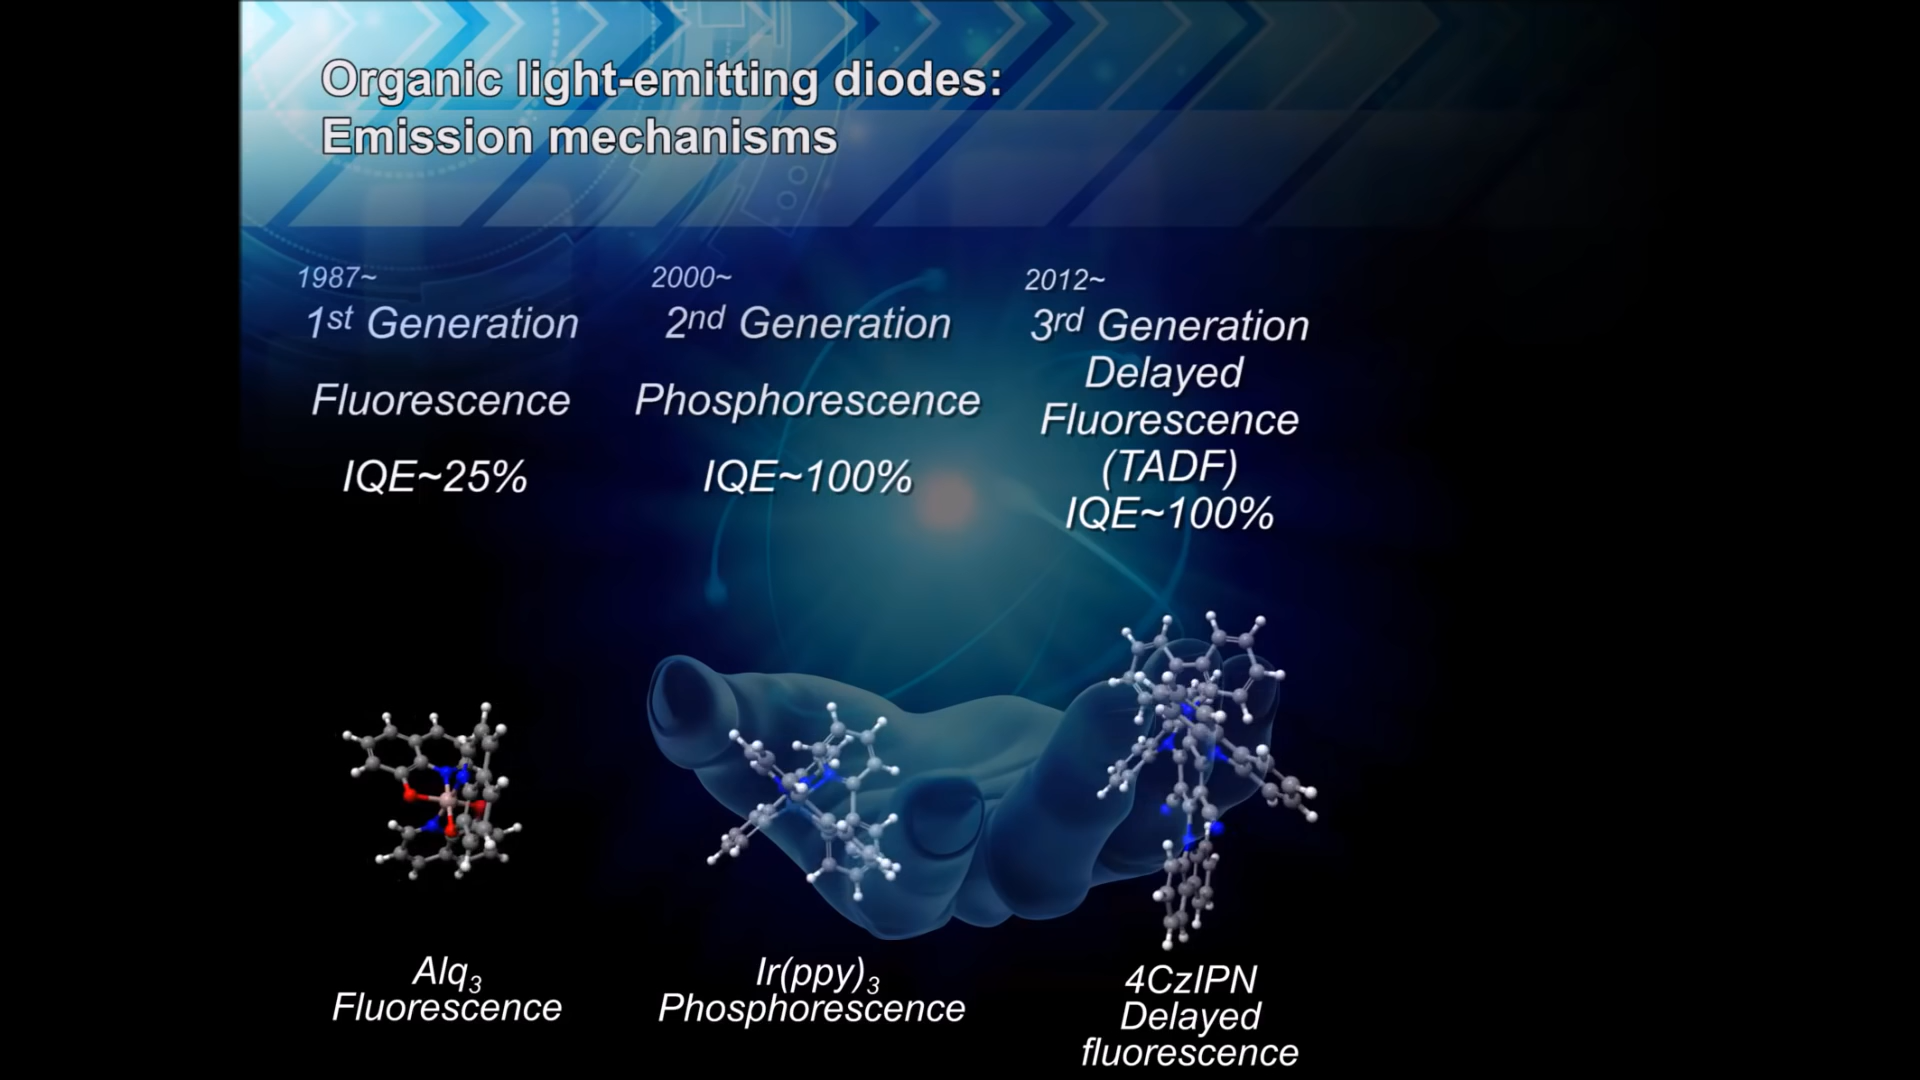 Organic light-emitting diodes:
Emission mechanisms
1987~
1st Generation
Fluorescence
IQE~25%
2000~
2nd Generation
Phosphorescence
IQE~100%
2012~
3rd Generation
Delayed
Fluorescence
(TADF)
IQE~100%
Alq3
Fluorescence
Ir(ppy)3
Phosphorescence
4CzIPN
Delayed
fluorescence